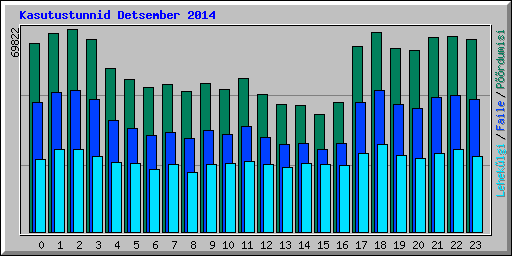 Kasutustunnid Detsember 2014
69822
Lehekülgi / Faile / Pöördumisi
0 1 2 3 4 5 6 7 8 9 10 11 12 13 14 15 16 17 18 19 20 21 22 23